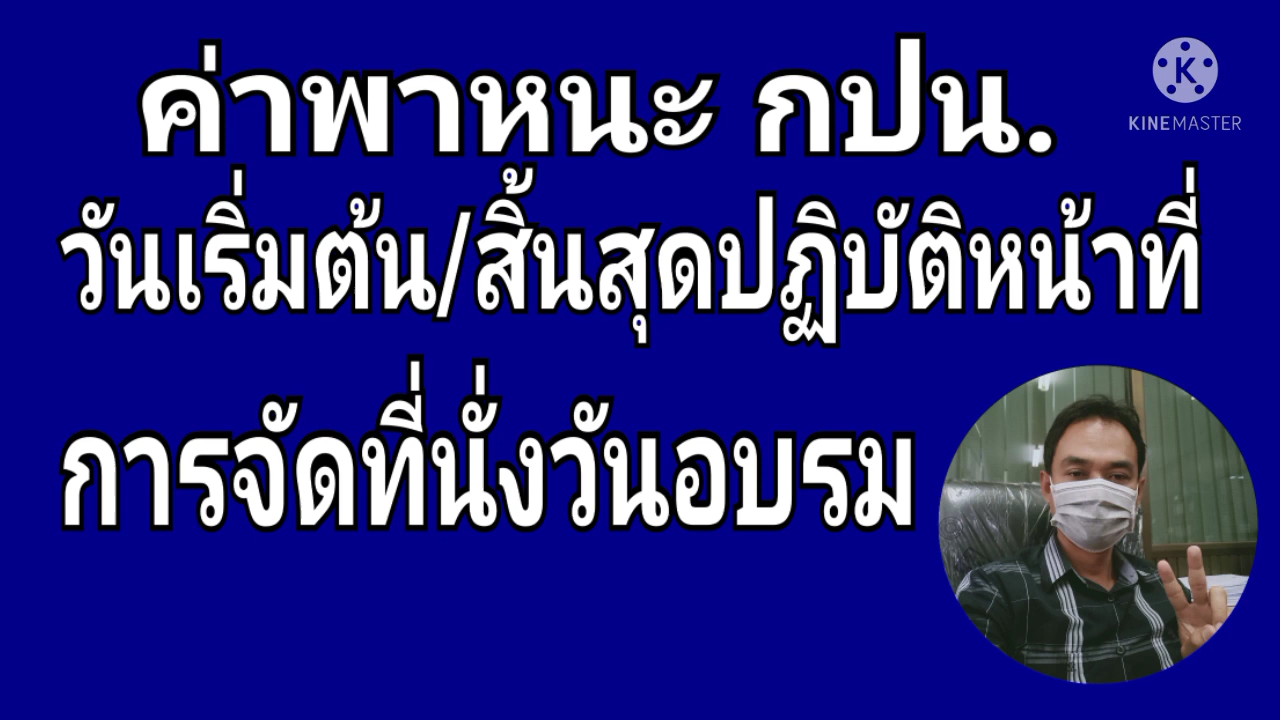 ค่าพาหนะ กปน.
K
KINEMASTER
วันเริ่มต้น/สิ้นสุดปฏิบัติหน้าที่
การจัดที่นั่งวันอบรม